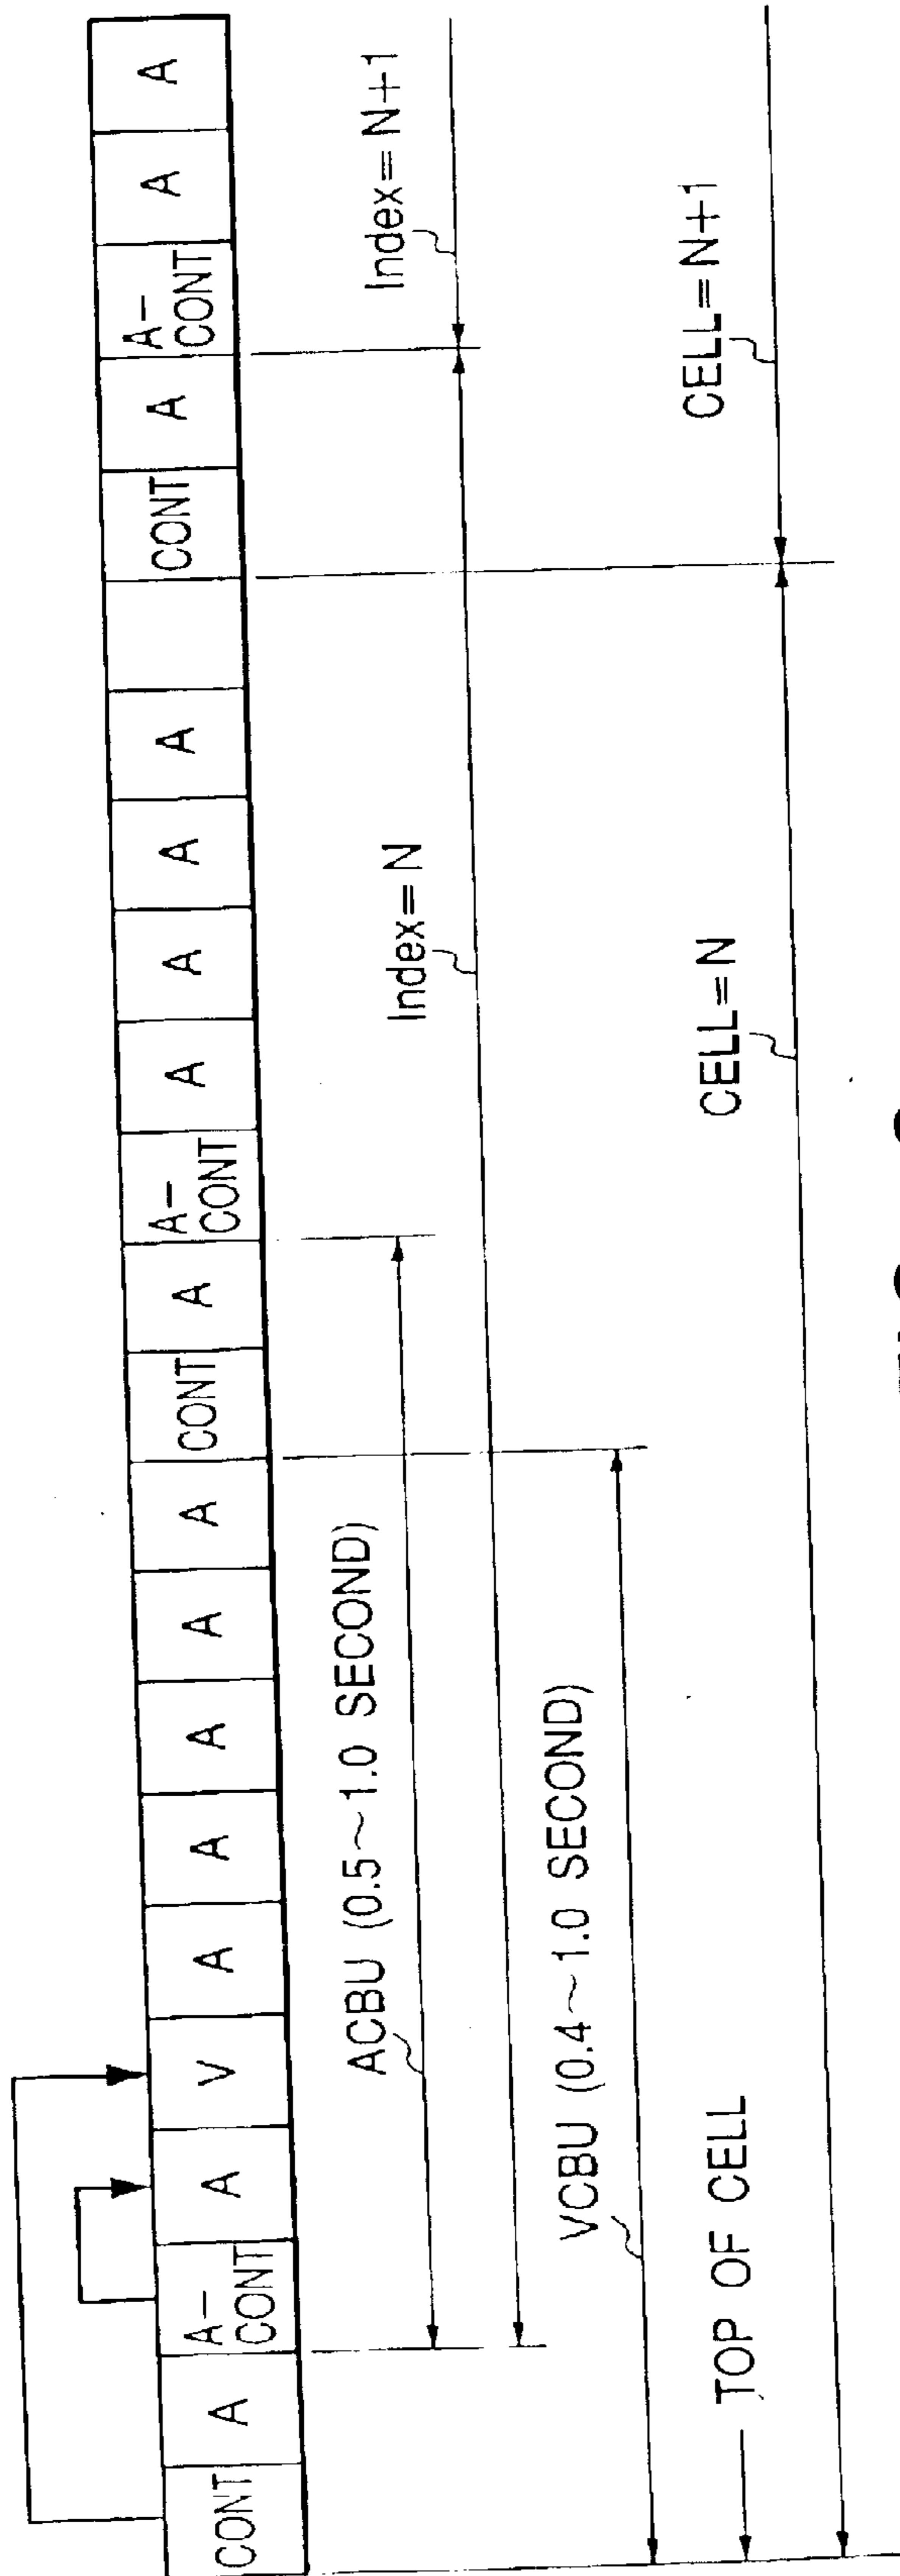 CONT
A
A-
CONT
A
V
A
A
A
A
A
CONT
A
A-
CONT
A
A
A
A
CONT
A
A-
CONT
A
A
ACBU (0.5~1.0 SECOND)
Index=N
Index=N+1
VCBU (0.4~1.0 SECOND)
TOP OF CELL
CELL=N
CELL=N+1